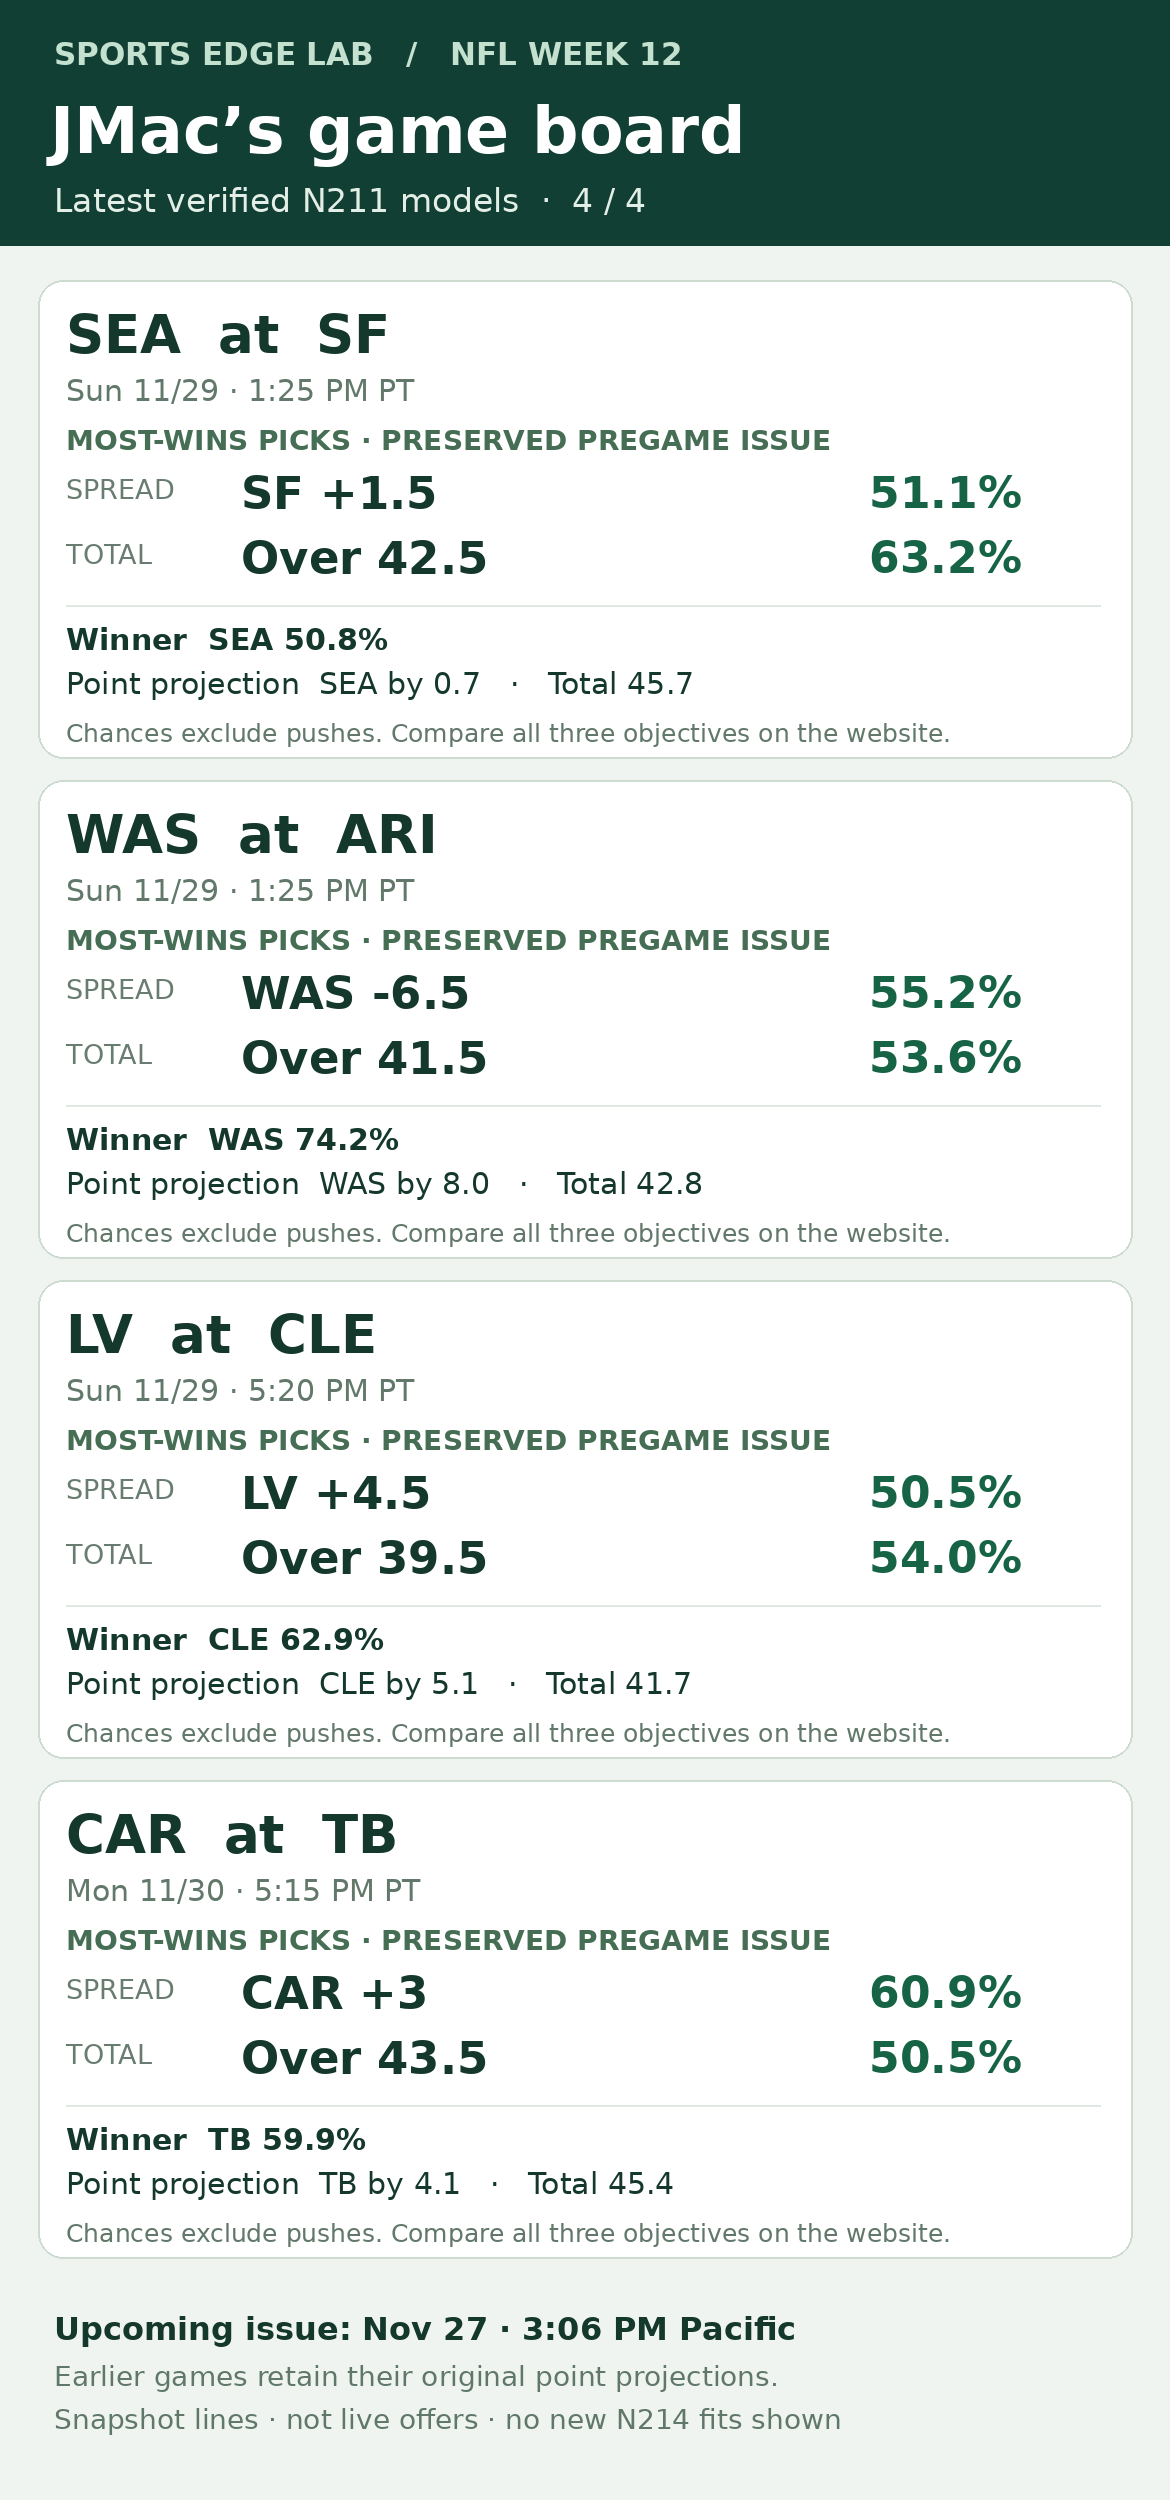 SPORTS EDGE LAB / NFL WEEK 12
JMac’s game board
Latest verified N211 models · 4 / 4
SEA at SF
Sun 11/29 · 1:25 PM PT
MOST-WINS PICKS · PRESERVED PREGAME ISSUE
SPREAD SF +1.5 51.1%
TOTAL Over 42.5 63.2%
Winner SEA 50.8%
Point projection SEA by 0.7 · Total 45.7
Chances exclude pushes. Compare all three objectives on the website.
WAS at ARI
Sun 11/29 · 1:25 PM PT
MOST-WINS PICKS · PRESERVED PREGAME ISSUE
SPREAD WAS -6.5 55.2%
TOTAL Over 41.5 53.6%
Winner WAS 74.2%
Point projection WAS by 8.0 · Total 42.8
Chances exclude pushes. Compare all three objectives on the website.
LV at CLE
Sun 11/29 · 5:20 PM PT
MOST-WINS PICKS · PRESERVED PREGAME ISSUE
SPREAD LV +4.5 50.5%
TOTAL Over 39.5 54.0%
Winner CLE 62.9%
Point projection CLE by 5.1 · Total 41.7
Chances exclude pushes. Compare all three objectives on the website.
CAR at TB
Mon 11/30 · 5:15 PM PT
MOST-WINS PICKS · PRESERVED PREGAME ISSUE
SPREAD CAR +3 60.9%
TOTAL Over 43.5 50.5%
Winner TB 59.9%
Point projection TB by 4.1 · Total 45.4
Chances exclude pushes. Compare all three objectives on the website.
Upcoming issue: Nov 27 · 3:06 PM Pacific
Earlier games retain their original point projections.
Snapshot lines · not live offers · no new N214 fits shown